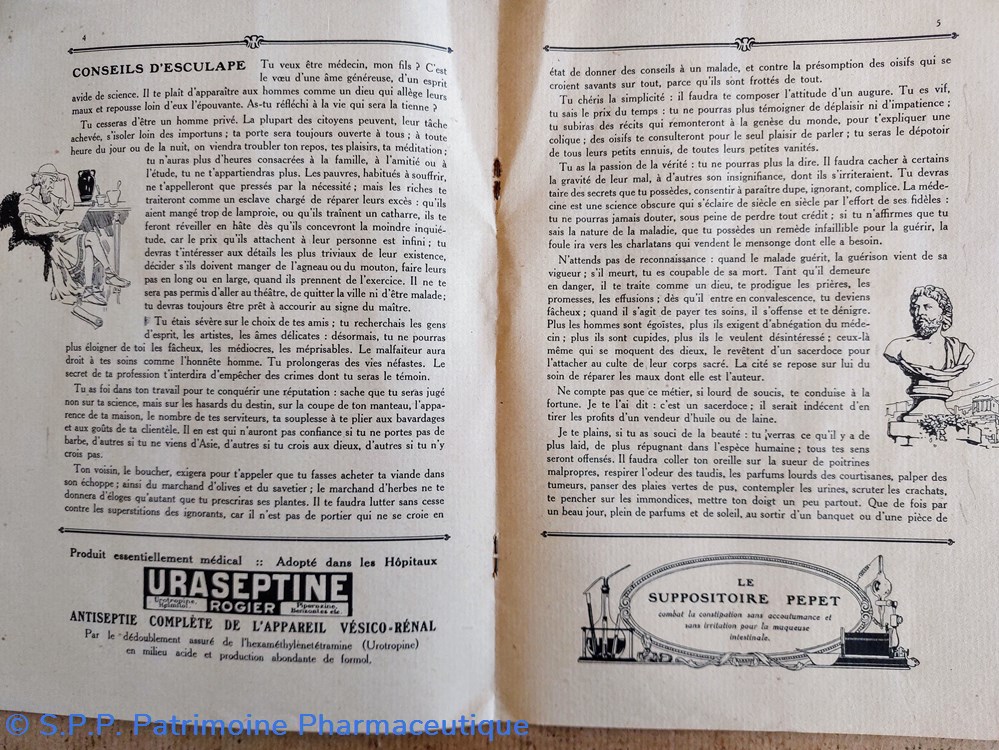 4
CONSEILS D'ESCULAPE
Tu veux être médecin, mon fils ? C'est
le vœu d'une âme généreuse, d'un esprit
avide de science. Il te plaît d'apparaître aux hommes comme un dieu qui allège leurs
maux et repousse loin d'eux l'épouvante. As-tu réfléchi à la vie qui sera la tienne ?
Tu cesseras d'être un homme privé. La plupart des citoyens peuvent, leur tâche
achevée, s'isoler loin des importuns ; ta porte sera toujours ouverte à tous ; à toute
heure du jour ou de la nuit, on viendra troubler ton repos, tes plaisirs, ta méditation ;
tu n'auras plus d'heures consacrées à la famille, à l'amitié ou à
l'étude, tu ne t'appartiendras plus. Les pauvres, habitués à souffrir,
ne t'appelleront que pressés par la nécessité ; mais les riches te
traiteront comme un esclave chargé de réparer leurs excès : qu'ils
aient mangé trop de lamproie, ou qu'ils traînent un catharre, ils te
feront réveiller en hâte dès qu'ils concevront la moindre inquié-
tude, car le prix qu'ils attachent à leur personne est infini ; tu
devras t'intéresser aux détails les plus triviaux de leur existence,
décider s'ils doivent manger de l'agneau ou du mouton, faire leurs
pas en long ou en large, quand ils prennent de l'exercice. Il ne te
sera pas permis d'aller au théâtre, de quitter la ville ni d'être malade ;
tu devras toujours être prêt à accourir au signe du maître.
Tu étais sévère sur le choix de tes amis ; tu recherchais les gens
d'esprit, les artistes, les âmes délicates : désormais, tu ne pourras
plus éloigner de toi les fâcheux, les médiocres, les méprisables. Le malfaiteur aura
droit à tes soins comme l'honnête homme. Tu prolongeras des vies néfastes. Le
secret de ta profession t'interdira d'empêcher des crimes dont tu seras le témoin.
Tu as foi dans ton travail pour te conquérir une réputation : sache que tu seras jugé
non sur ta science, mais sur les hasards du destin, sur la coupe de ton manteau, l'appa-
rence de ta maison, le nombre de tes serviteurs, ta souplesse à te plier aux bavardages
et aux goûts de ta clientèle. Il en est qui n'auront pas confiance si tu ne portes pas de
barbe, d'autres si tu ne viens d'Asie, d'autres si tu crois aux dieux, d'autres si tu n'y
crois pas.
Ton voisin, le boucher, exigera pour t'appeler que tu fasses acheter ta viande dans
son échoppe ; ainsi du marchand d'olives et du savetier ; le marchand d'herbes ne te
donnera d'éloges qu'autant que tu prescriras ses plantes. Il te faudra lutter sans cesse
contre les superstitions des ignorants, car il n'est pas de portier qui ne se croie en
Produit essentiellement médical :: Adopté dans les Hôpitaux
URASEPTINE
Urotropine,
Helmitol
ROGIER
Piperazine,
Benzoates etc.
ANTISEPTIE COMPLÈTE DE L'APPAREIL VÉSICO-RÉNAL
Par le dédoublement assuré de l'hexaméthylènetétramine (Urotropine)
en milieu acide et production abondante de formol.
5
état de donner des conseils à un malade, et contre la présomption des oisifs qui se
croient savants sur tout, parce qu'ils sont frottés de tout.
Tu chéris la simplicité : il faudra te composer l'attitude d'un augure. Tu es vif,
tu sais le prix du temps : tu ne pourras plus témoigner de déplaisir ni d'impatience ;
tu subiras des récits qui remonteront à la genèse du monde, pour t'expliquer une
colique ; des oisifs te consulteront pour le seul plaisir de parler ; tu seras le dépotoir
de tous leurs petits ennuis, de toutes leurs petites vanités.
Tu as la passion de la vérité : tu ne pourras plus la dire. Il faudra cacher à certains
la gravité de leur mal, à d'autres son insignifiance, dont ils s'irriteraient. Tu devras
taire des secrets que tu possèdes, consentir à paraître dupe, ignorant, complice. La méde-
cine est une science obscure qui s'éclaire de siècle en siècle par l'effort de ses fidèles :
tu ne pourras jamais douter, sous peine de perdre tout crédit ; si tu n'affirmes que tu
sais la nature de la maladie, que tu possèdes un remède infaillible pour la guérir, la
foule ira vers les charlatans qui vendent le mensonge dont elle a besoin.
N'attends pas de reconnaissance : quand le malade guérit, la guérison vient de sa
vigueur ; s'il meurt, tu es coupable de sa mort. Tant qu'il demeure
en danger, il te traite comme un dieu, te prodigue les prières, les
promesses, les effusions ; dès qu'il entre en convalescence, tu deviens
fâcheux ; quand il s'agit de payer tes soins, il s'offense et te dénigre.
Plus les hommes sont égoïstes, plus ils exigent d'abnégation du méde-
cin ; plus ils sont cupides, plus ils le veulent désintéressé ; ceux-là
même qui se moquent des dieux, le revêtent d'un sacerdoce pour
l'attacher au culte de leur corps sacré. La cité se repose sur lui du
soin de réparer les maux dont elle est l'auteur.
Ne compte pas que ce métier, si lourd de soucis, te conduise à la
fortune. Je te l'ai dit : c'est un sacerdoce ; il serait indécent d'en
tirer les profits d'un vendeur d'huile ou de laine.
Je te plains, si tu as souci de la beauté : tu verras ce qu'il y a de
plus laid, de plus répugnant dans l'espèce humaine ; tous tes sens
seront offensés. Il faudra coller ton oreille sur la sueur de poitrines
malpropres, respirer l'odeur des taudis, les parfums lourds des courtisanes, palper des
tumeurs, panser des plaies vertes de pus, contempler les urines, scruter les crachats,
te pencher sur les immondices, mettre ton doigt un peu partout. Que de fois par
un beau jour, plein de parfums et de soleil, au sortir d'un banquet ou d'une pièce de
LE
SUPPOSITOIRE PEPET
combat la constipation sans accoutumance et
sans irritation pour la muqueuse
intestinale.
© S.P.P. Patrimoine Pharmaceutique